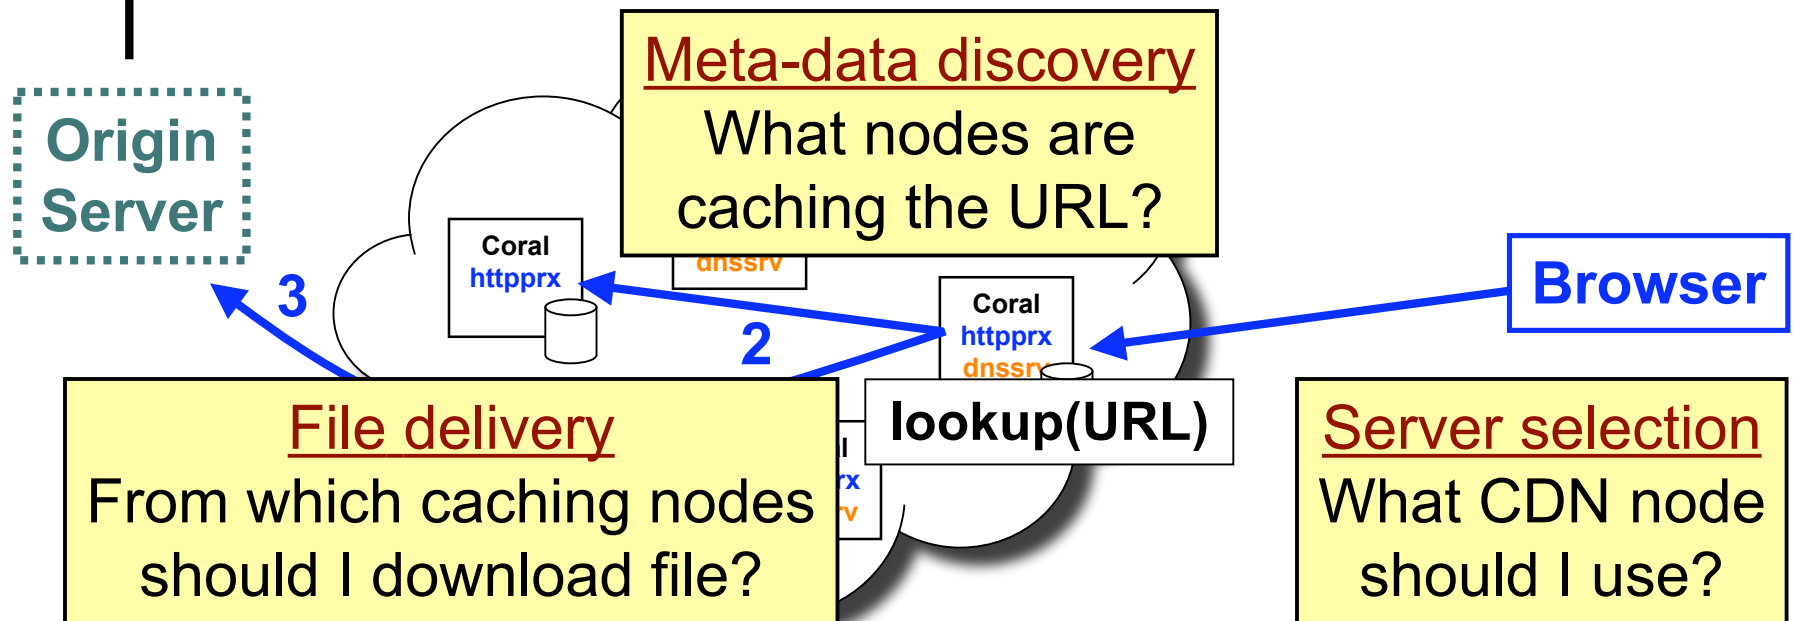 Meta-data discovery
What nodes are
caching the URL?
Origin
Server
Coral
httpprx
dnssrv
3
2
Coral
httpprx
dnssrv
Browser
lookup(URL)
File delivery
From which caching nodes
should I download file?
Server selection
What CDN node
should I use?